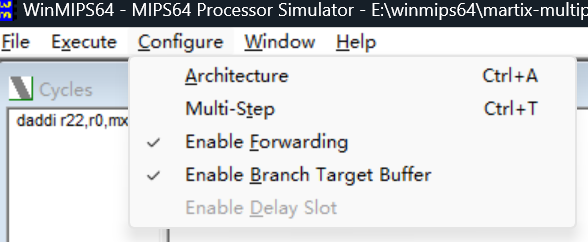 WinMIPS64 - MIPS64 Processor Simulator - E:\winmips64\martix-multip
File Execute Configure Window Help
Architecture Ctrl+A
Cycles
Multi-Step Ctrl+T
daddi r22,r0,mx
Enable Forwarding
Enable Branch Target Buffer
Enable Delay Slot